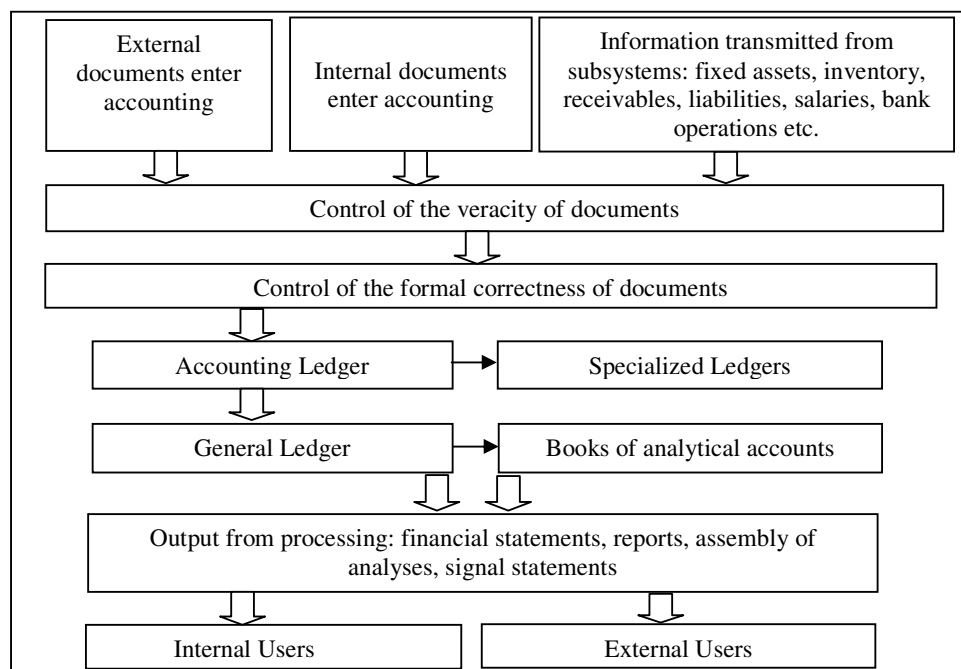 External
documents enter
accounting
Internal documents
enter accounting
Information transmitted from
subsystems: fixed assets, inventory,
receivables, liabilities, salaries, bank
operations etc.
Control of the veracity of documents
Control of the formal correctness of documents
Accounting Ledger
Specialized Ledgers
General Ledger
Books of analytical accounts
Output from processing: financial statements, reports, assembly of
analyses, signal statements
Internal Users
External Users